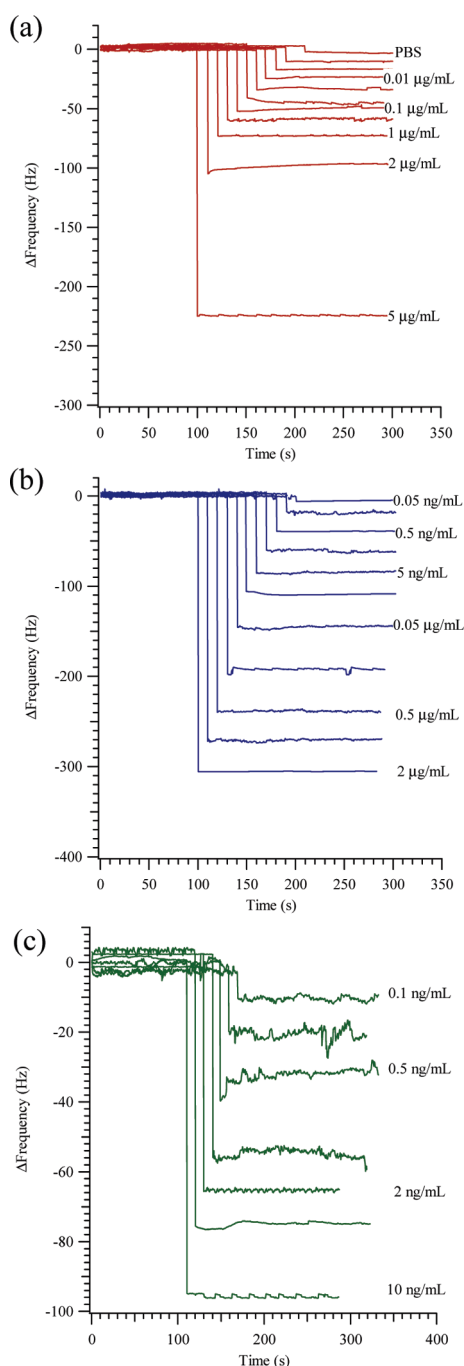 (a)
0
-50
-100
-150
-200
-250
-300
ΔFrequency (Hz)
PBS
0.01 μg/mL
0.1 μg/mL
1 μg/mL
2 μg/mL
5 μg/mL
0 50 100 150 200 250 300 350
Time (s)
(b)
0
-100
-200
-300
-400
ΔFrequency (Hz)
0.05 ng/mL
0.5 ng/mL
5 ng/mL
0.05 μg/mL
0.5 μg/mL
2 μg/mL
0 50 100 150 200 250 300 350
Time (s)
(c)
0
-20
-40
-60
-80
-100
ΔFrequency (Hz)
0.1 ng/mL
0.5 ng/mL
2 ng/mL
10 ng/mL
0 100 200 300 400
Time (s)